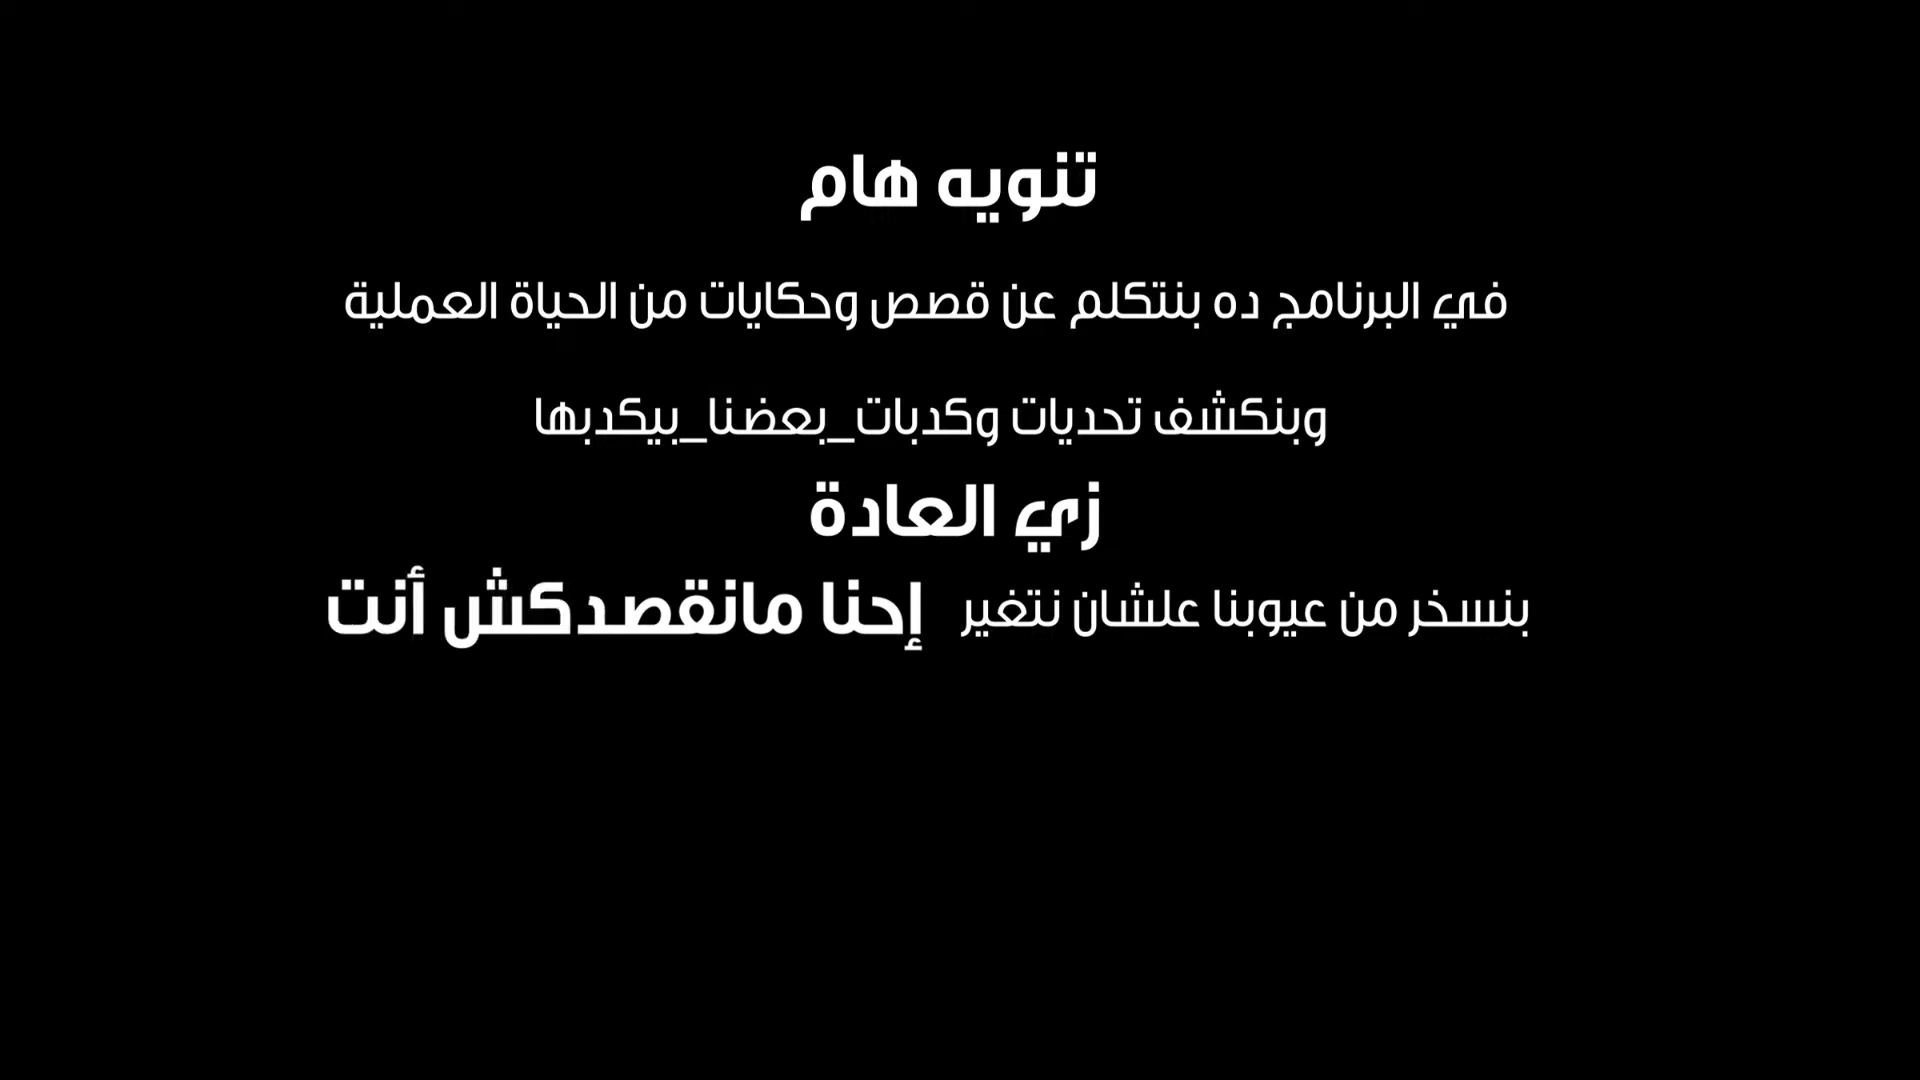 تنويه هام
في البرنامج ده بنتكلم عن قصص وحكايات من الحياة العملية
وبنكشف تحديات وكدبات_بعضنا_بيكدبها
زي العادة
بنسخر من عيوبنا علشان نتغير إحنا مانقصدكش أنت